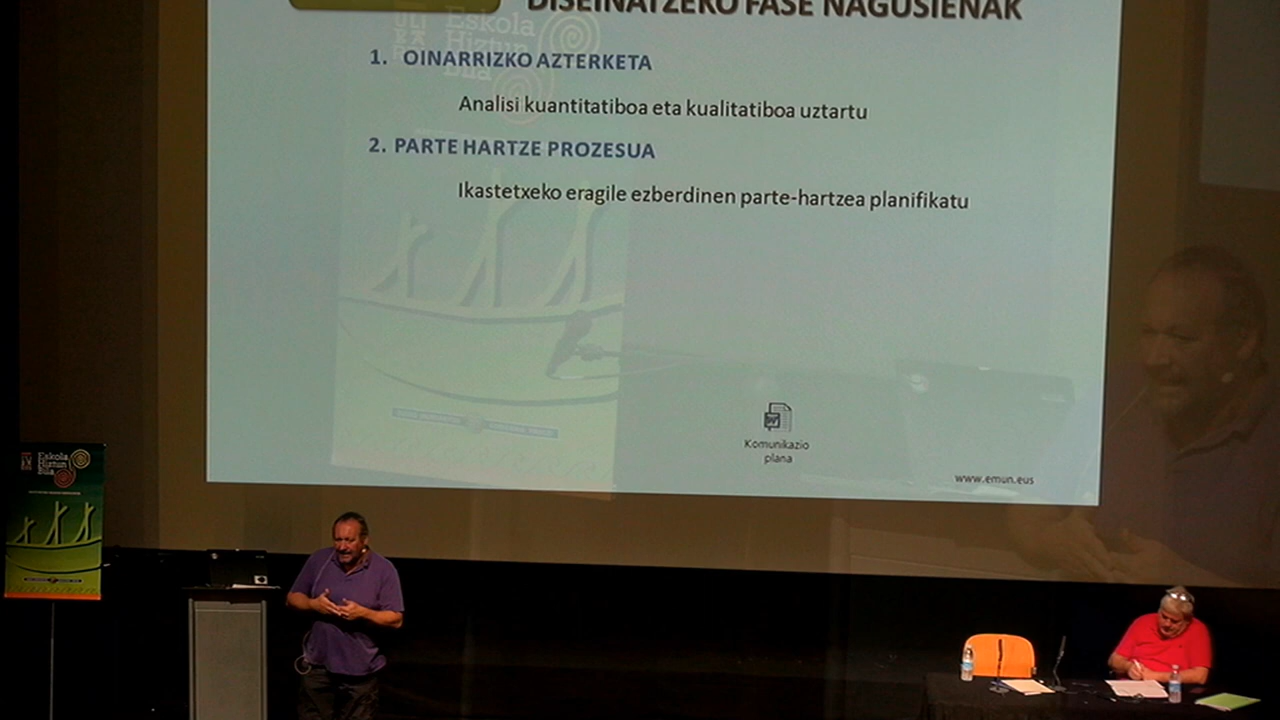 DISEINATZEKO FASE NAGUSIENAK
Eskola
Hiztun
Bila
1. OINARRIZKO AZTERKETA
Analisi kuantitatiboa eta kualitatiboa uztartu
2. PARTE HARTZE PROZESUA
Ikastetxeko eragile ezberdinen parte-hartzea planifikatu
Komunikazio
plana
www.emun.eus
Eskola
Hiztun
Bila